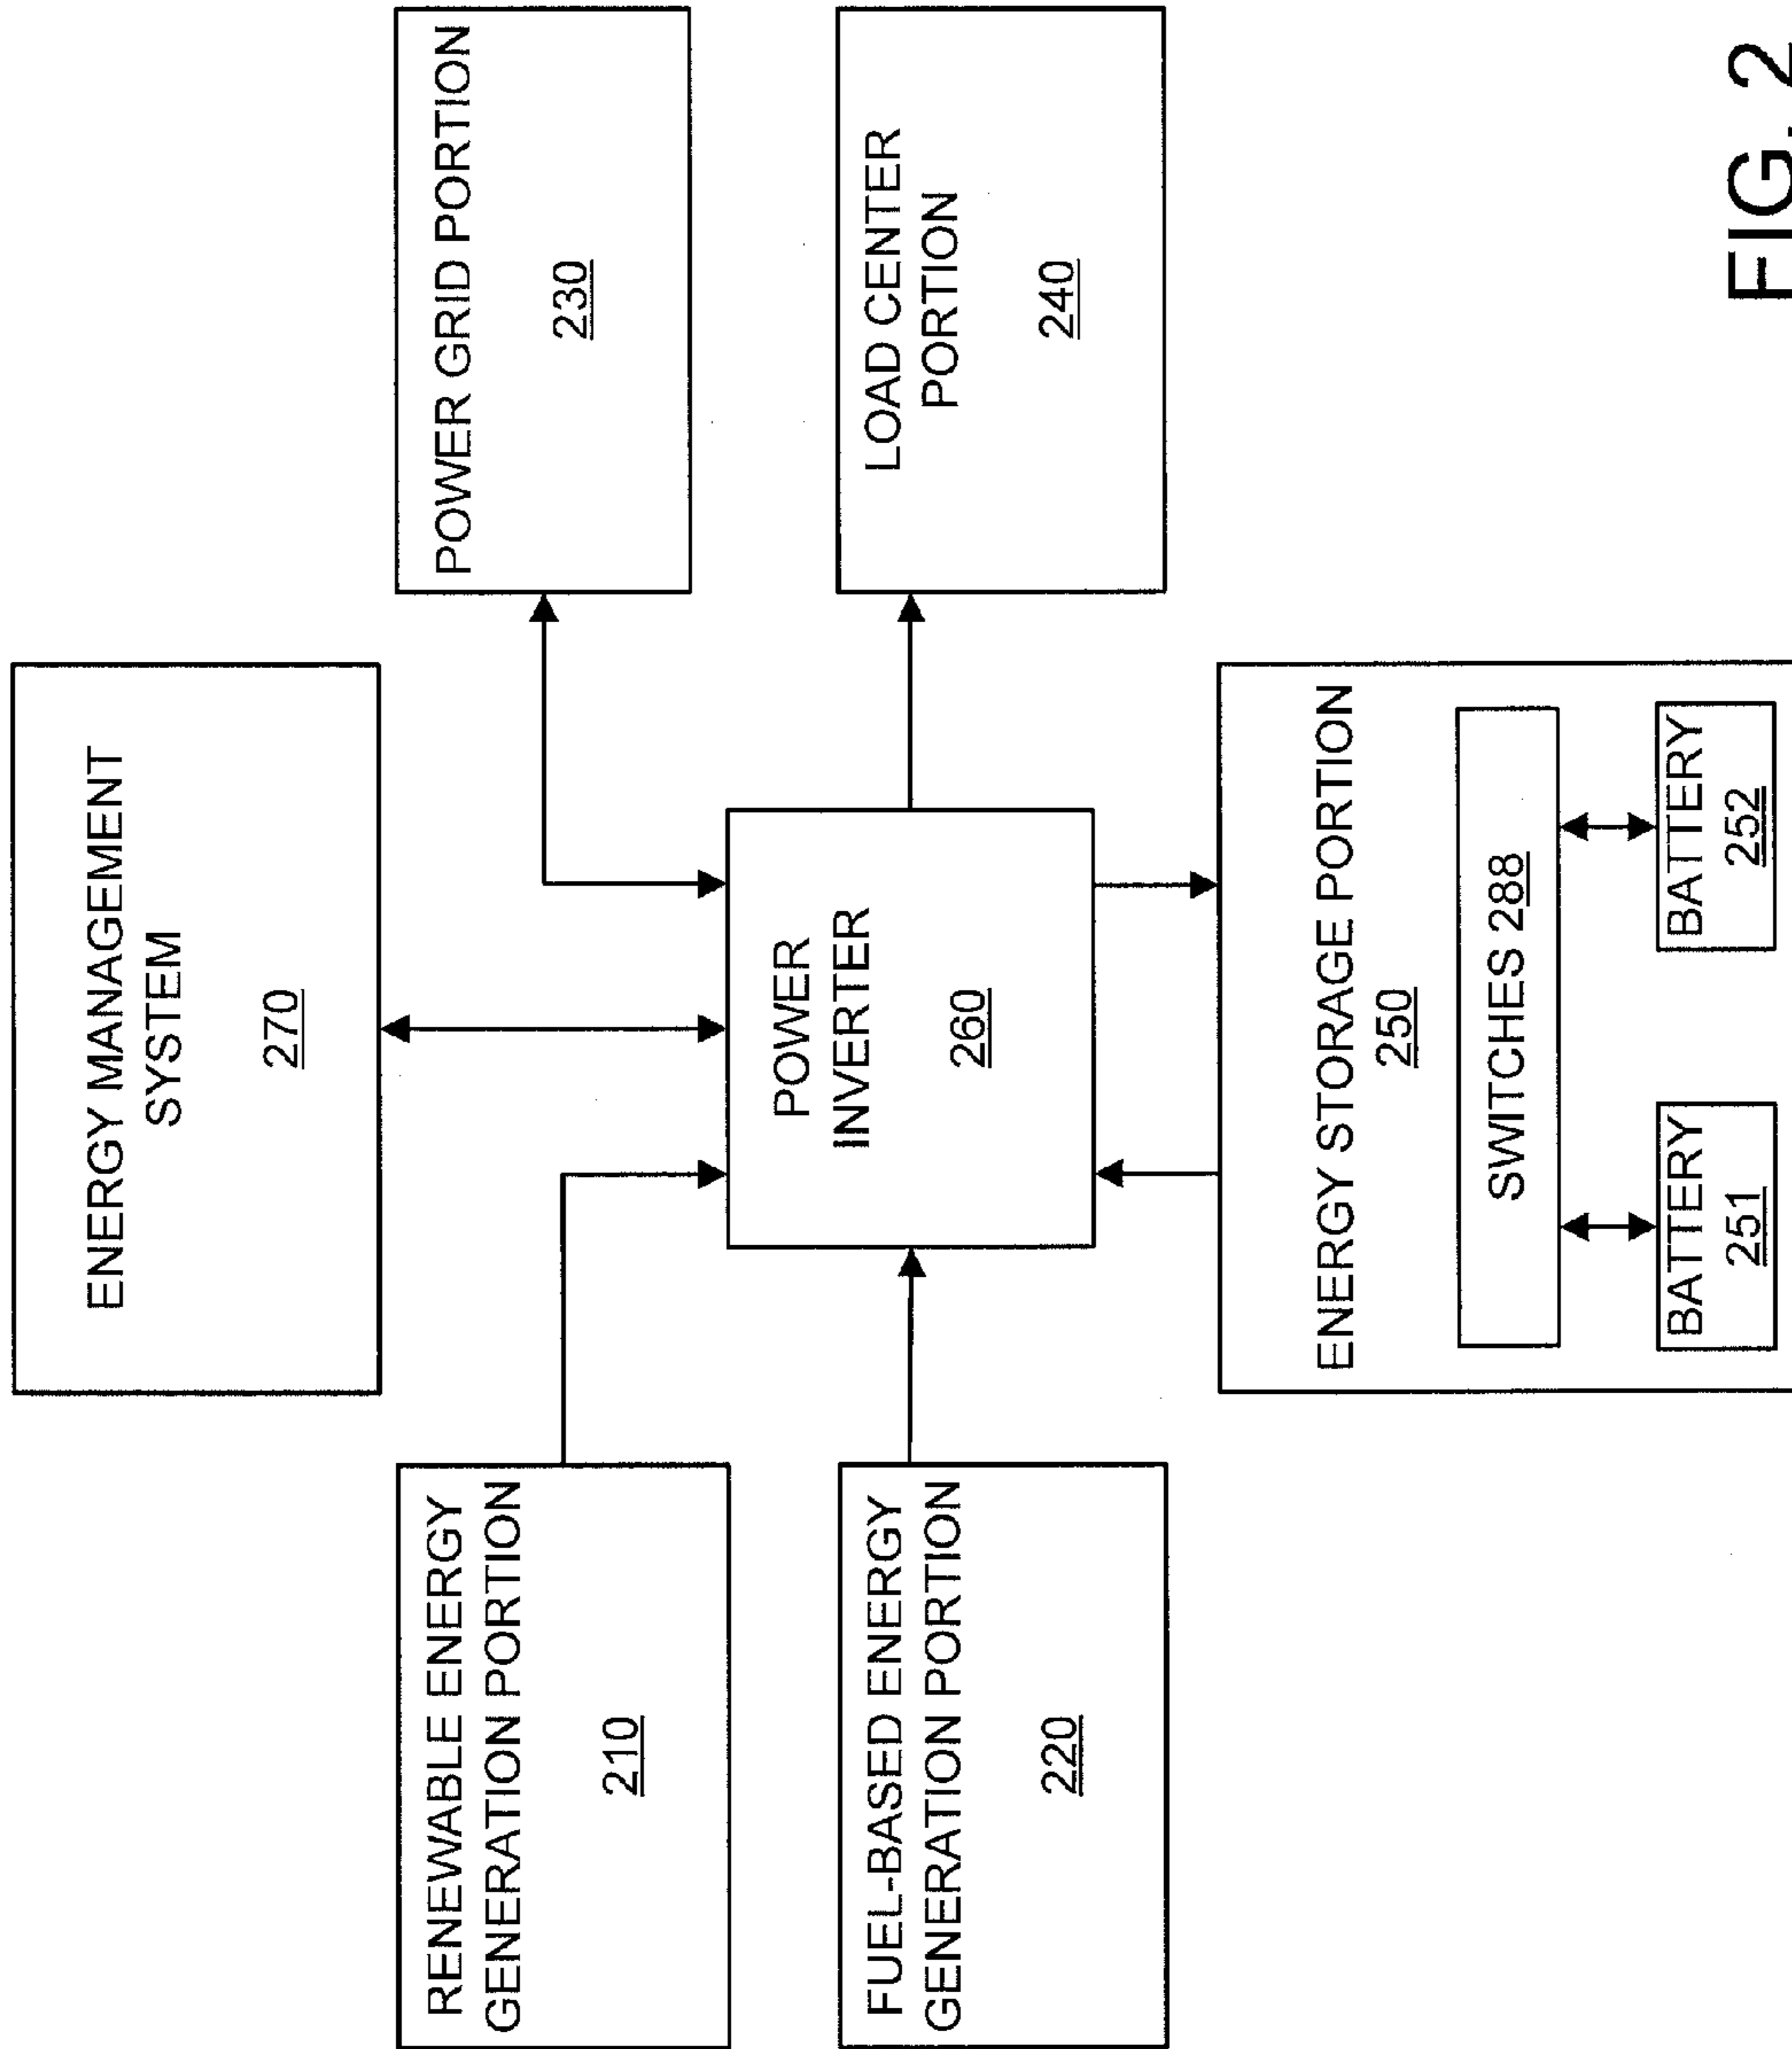 ENERGY MANAGEMENT
SYSTEM
270
RENEWABLE ENERGY
GENERATION PORTION
210
POWER GRID PORTION
230
POWER
INVERTER
260
FUEL-BASED ENERGY
GENERATION PORTION
220
LOAD CENTER
PORTION
240
ENERGY STORAGE PORTION
250
SWITCHES 288
BATTERY
251
BATTERY
252
FIG. 2